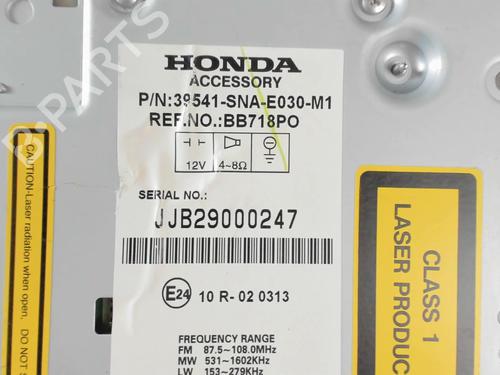 HONDA
ACCESSORY
P/N:39541-SNA-E030-M1
REF.NO.:BB718PO
12V 4~8Ω
SERIAL NO.:
JJB29000247
E24 10 R-02 0313
FREQUENCY RANGE
FM 87.5~108.0MHz
MW 531~1602KHz
LW 153~279KHz
CAUTION-Laser
radiation when
open. DO NOT
CLASS 1
LASER PRODUC
B-PARTS